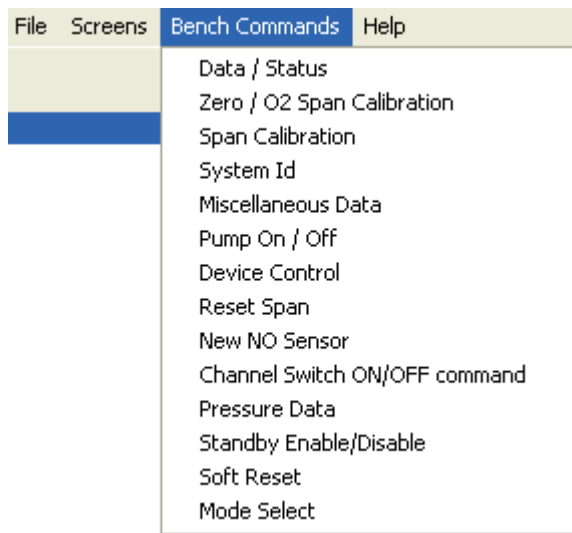 File Screens Bench Commands Help
Data / Status
Zero / O2 Span Calibration
Span Calibration
System Id
Miscellaneous Data
Pump On / Off
Device Control
Reset Span
New NO Sensor
Channel Switch ON/OFF command
Pressure Data
Standby Enable/Disable
Soft Reset
Mode Select